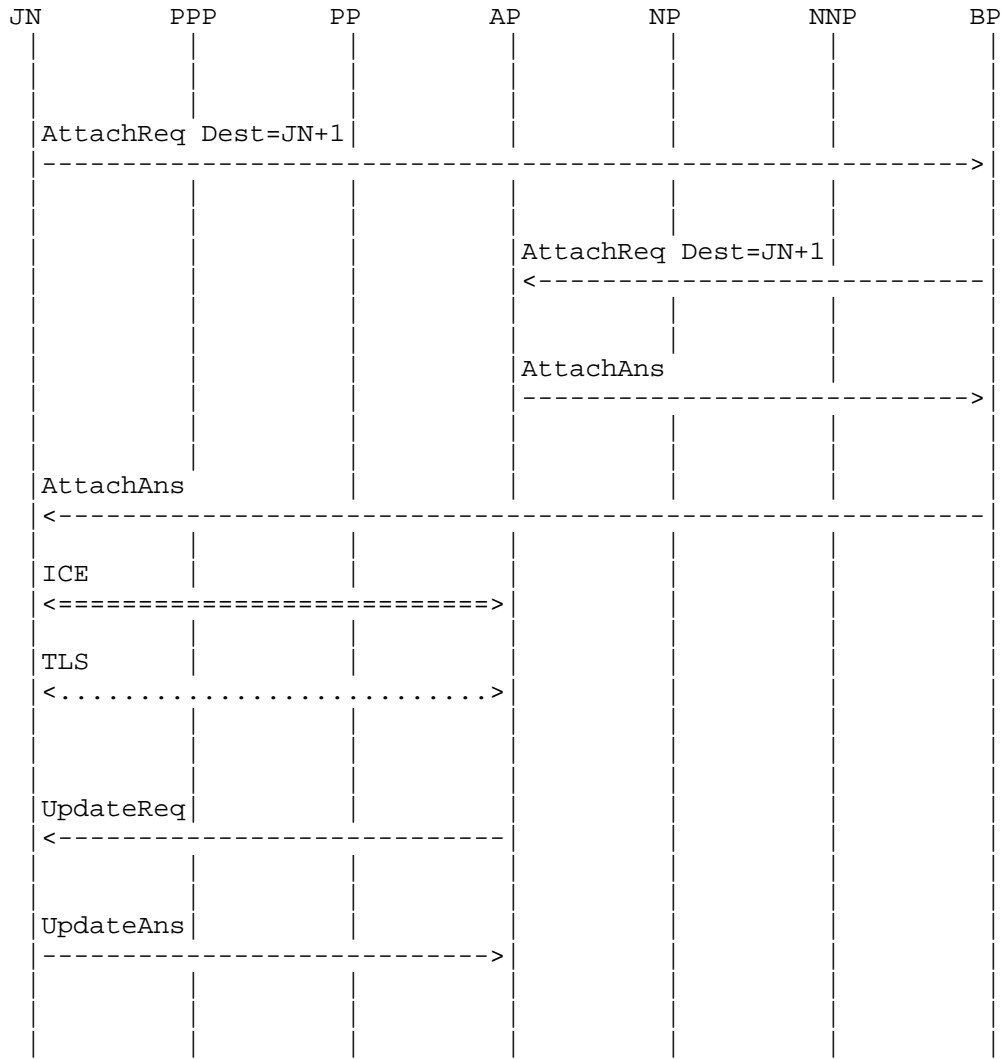 JN PPP PP AP NP NNP BP
AttachReq Dest=JN+1
AttachReq Dest=JN+1
AttachAns
AttachAns
ICE
TLS
UpdateReq
UpdateAns